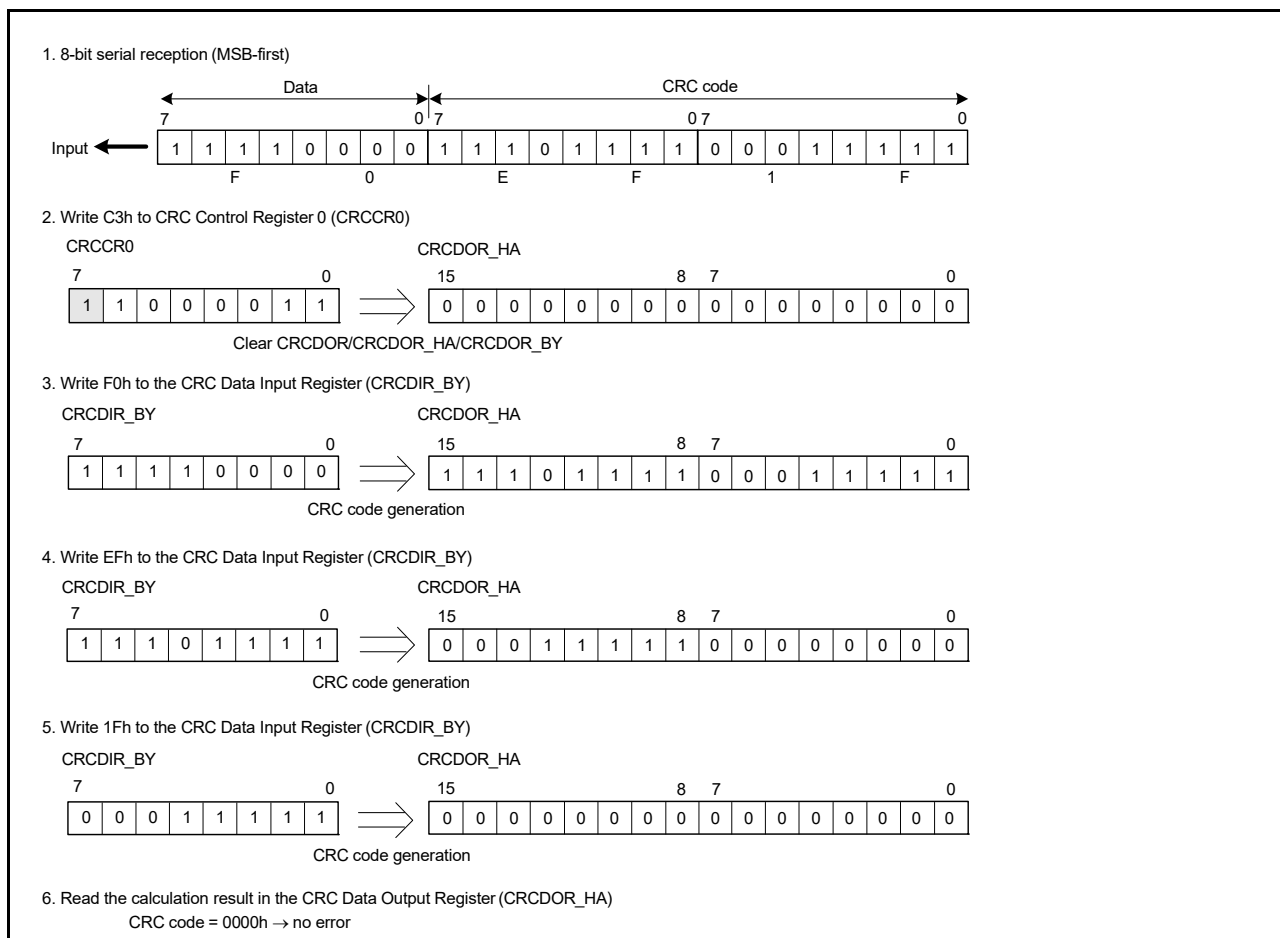 1. 8-bit serial reception (MSB-first)
Data CRC code
7 0 7 0 7 0
Input 1 1 1 1 0 0 0 0 1 1 1 0 1 1 1 1 0 0 0 1 1 1 1 1
F 0 E F 1 F
2. Write C3h to CRC Control Register 0 (CRCCR0)
CRCCR0 CRCDOR_HA
7 0 15 8 7 0
1 1 0 0 0 0 1 1 0 0 0 0 0 0 0 0 0 0 0 0 0 0 0 0
Clear CRCDOR/CRCDOR_HA/CRCDOR_BY
3. Write F0h to the CRC Data Input Register (CRCDIR_BY)
CRCDIR_BY CRCDOR_HA
7 0 15 8 7 0
1 1 1 1 0 0 0 0 1 1 1 0 1 1 1 1 0 0 0 1 1 1 1 1
CRC code generation
4. Write EFh to the CRC Data Input Register (CRCDIR_BY)
CRCDIR_BY CRCDOR_HA
7 0 15 8 7 0
1 1 1 0 1 1 1 1 0 0 0 1 1 1 1 1 0 0 0 0 0 0 0 0
CRC code generation
5. Write 1Fh to the CRC Data Input Register (CRCDIR_BY)
CRCDIR_BY CRCDOR_HA
7 0 15 8 7 0
0 0 0 1 1 1 1 1 0 0 0 0 0 0 0 0 0 0 0 0 0 0 0 0
CRC code generation
6. Read the calculation result in the CRC Data Output Register (CRCDOR_HA)
CRC code = 0000h → no error